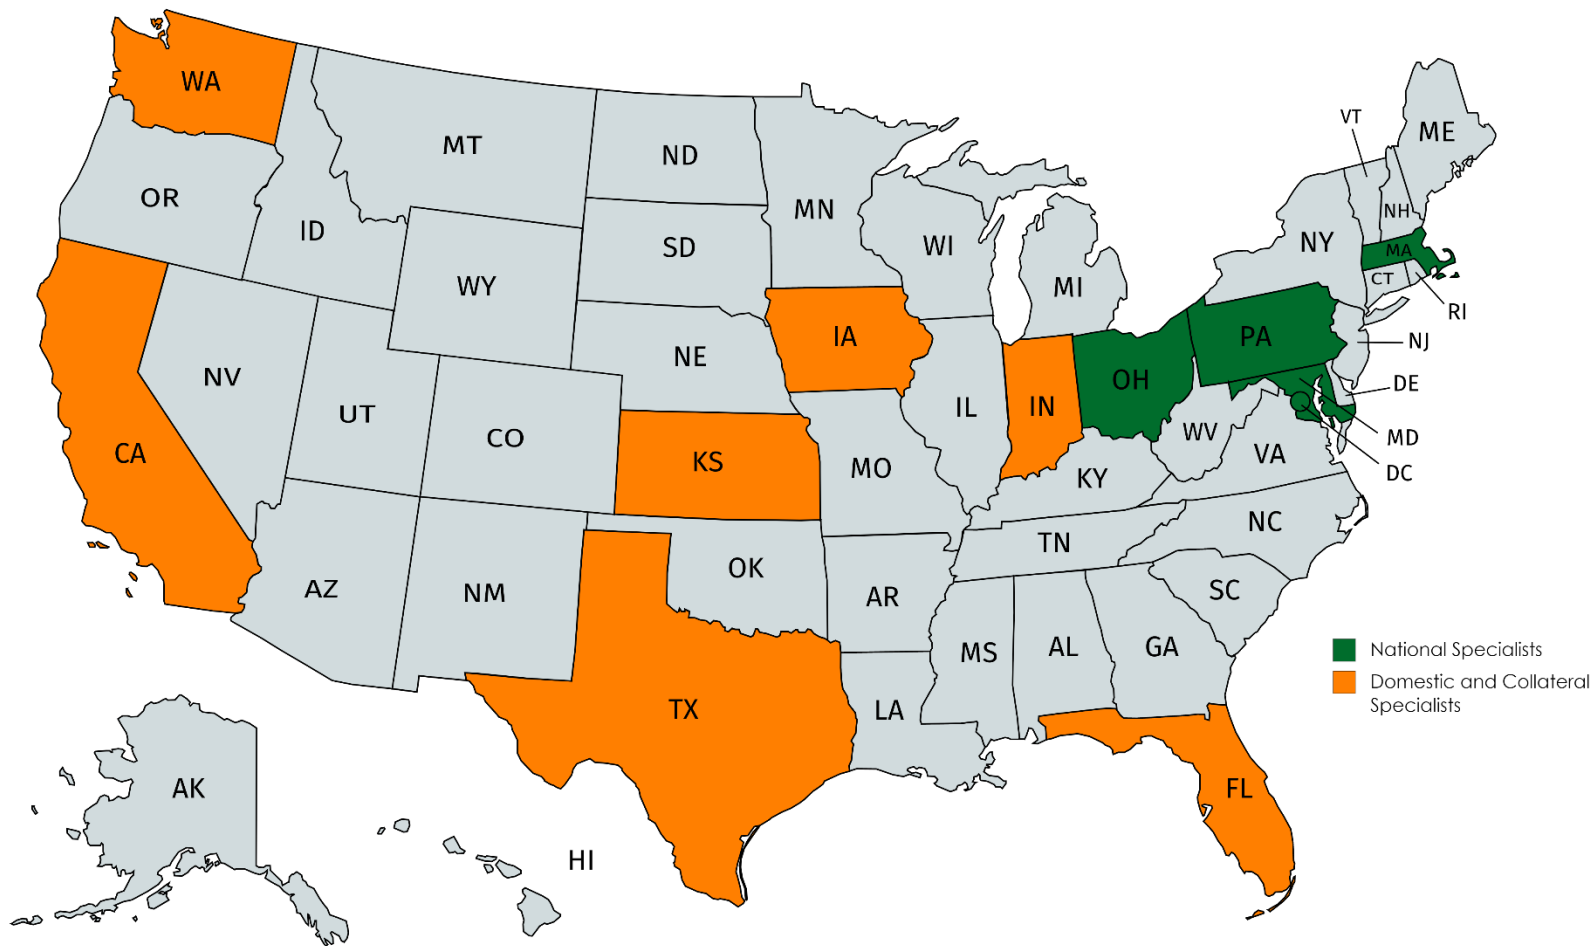 WA
MT
ND
VT
ME
OR
ID
MN
NH
SD
WI
NY
MA
WY
MI
CT
RI
IA
PA
NJ
NE
NV
OH
DE
UT
IL
IN
CO
WV
MD
CA
KS
MO
VA
DC
KY
NC
TN
OK
AZ
NM
AR
SC
MS
AL
GA
National Specialists
Domestic and Collateral
Specialists
TX
LA
AK
FL
HI